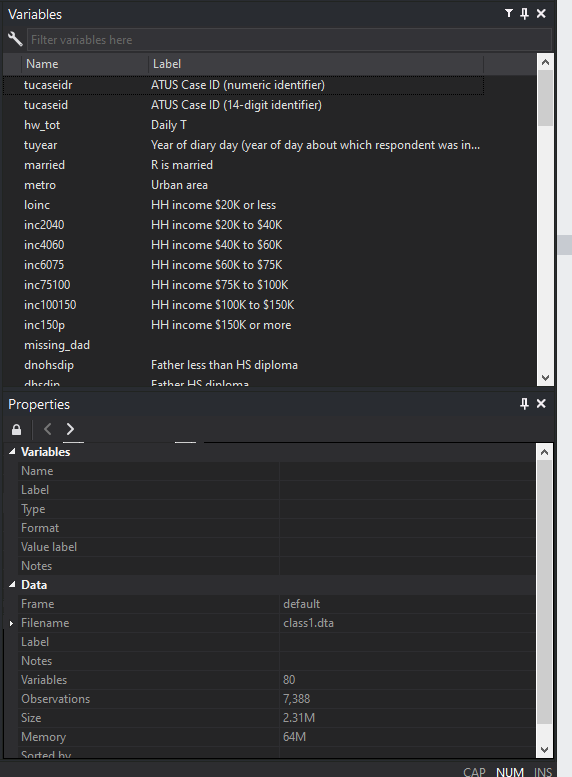 Variables
Filter variables here
Name Label
tucaseidr ATUS Case ID (numeric identifier)
tucaseid ATUS Case ID (14-digit identifier)
hw_tot Daily T
tuyear Year of diary day (year of day about which respondent was in...
married R is married
metro Urban area
loinc HH income $20K or less
inc2040 HH income $20K to $40K
inc4060 HH income $40K to $60K
inc6075 HH income $60K to $75K
inc75100 HH income $75K to $100K
inc100150 HH income $100K to $150K
inc150p HH income $150K or more
missing_dad
dnohsdip Father less than HS diploma
dhsdip Father HS diploma
Properties
Variables
Name
Label
Type
Format
Value label
Notes
Data
Frame default
Filename class1.dta
Label
Notes
Variables 80
Observations 7,388
Size 2.31M
Memory 64M
Sorted by
CAP NUM INS